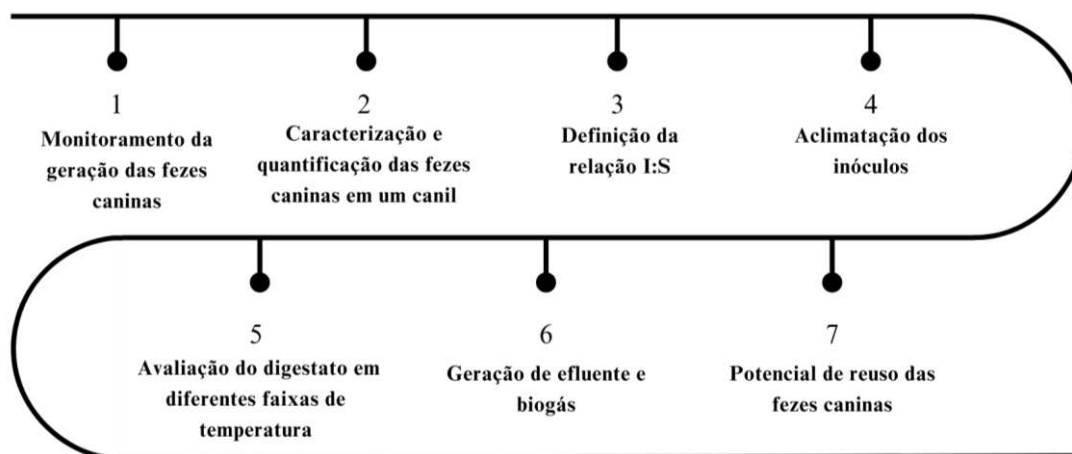 1
Monitoramento da
geração das fezes
caninas
2
Caracterização e
quantificação das fezes
caninas em um canil
3
Definição da
relação I:S
4
Aclimatação dos
inóculos
5
Avaliação do digestato em
diferentes faixas de
temperatura
6
Geração de efluente e
biogás
7
Potencial de reuso das
fezes caninas